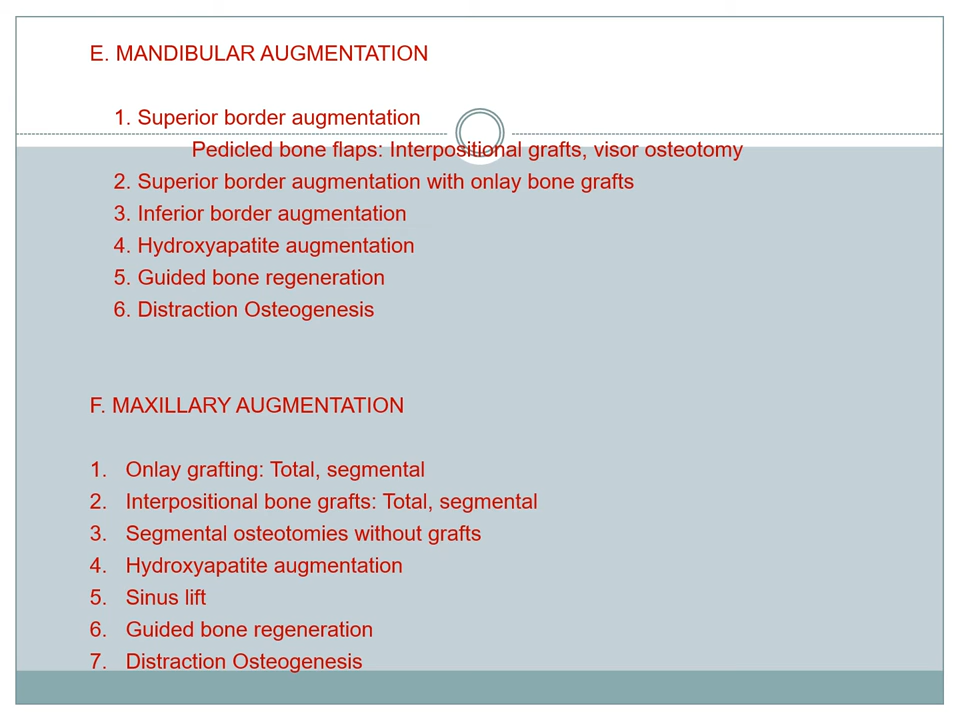 E. MANDIBULAR AUGMENTATION
1. Superior border augmentation
Pedicled bone flaps: Interpositional grafts, visor osteotomy
2. Superior border augmentation with onlay bone grafts
3. Inferior border augmentation
4. Hydroxyapatite augmentation
5. Guided bone regeneration
6. Distraction Osteogenesis
F. MAXILLARY AUGMENTATION
1. Onlay grafting: Total, segmental
2. Interpositional bone grafts: Total, segmental
3. Segmental osteotomies without grafts
4. Hydroxyapatite augmentation
5. Sinus lift
6. Guided bone regeneration
7. Distraction Osteogenesis